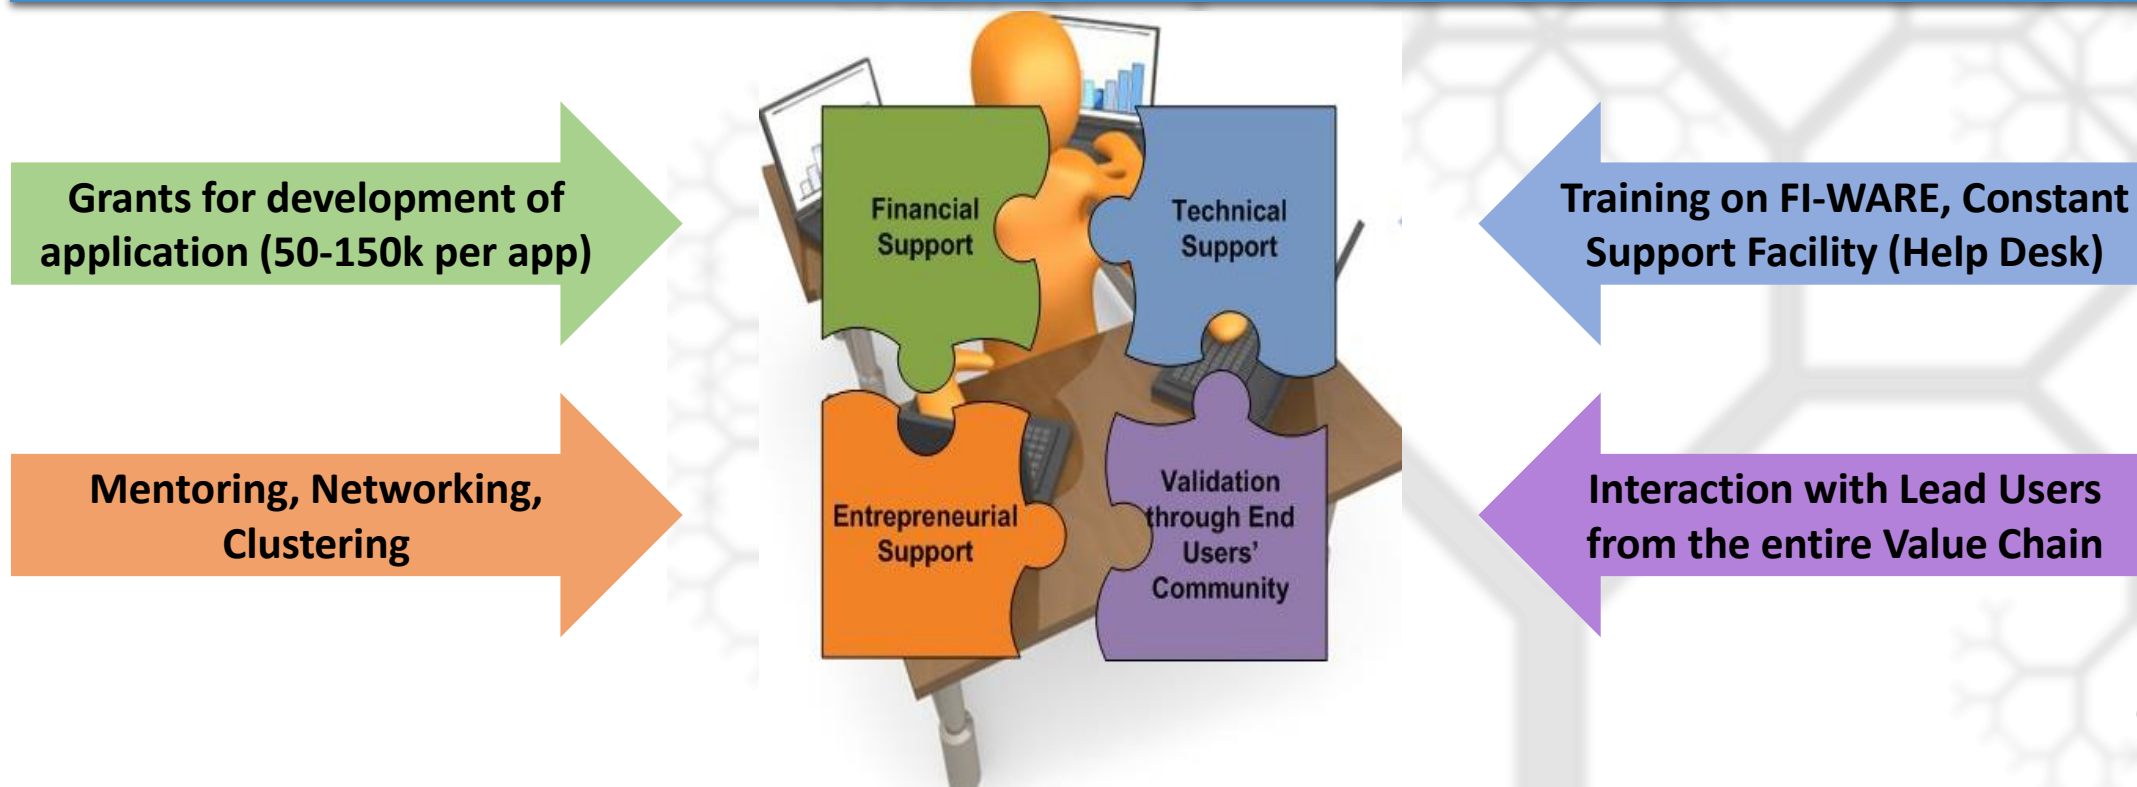 Grants for development of
application (50-150k per app)
Financial
Support
Technical
Support
Training on FI-WARE, Constant
Support Facility (Help Desk)
Mentoring, Networking,
Clustering
Entrepreneurial
Support
Validation
through End
Users’
Community
Interaction with Lead Users
from the entire Value Chain